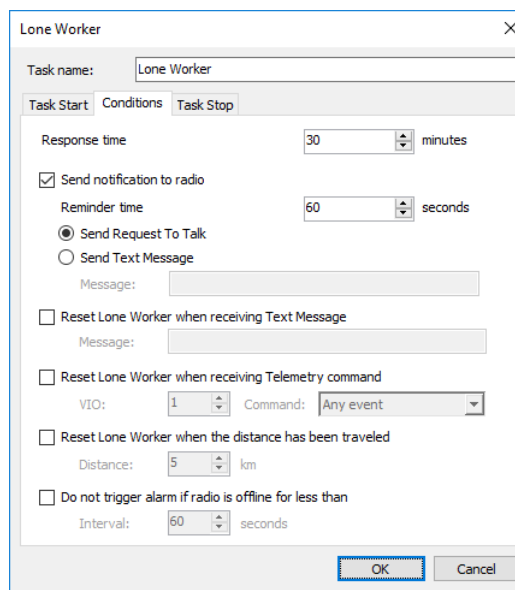 Lone Worker
Task name: Lone Worker
Task Start Conditions Task Stop
Response time 30 minutes
Send notification to radio
Reminder time 60 seconds
Send Request To Talk
Send Text Message
Message:
Reset Lone Worker when receiving Text Message
Message:
Reset Lone Worker when receiving Telemetry command
VIO: 1 Command: Any event
Reset Lone Worker when the distance has been traveled
Distance: 5 km
Do not trigger alarm if radio is offline for less than
Interval: 60 seconds
OK Cancel